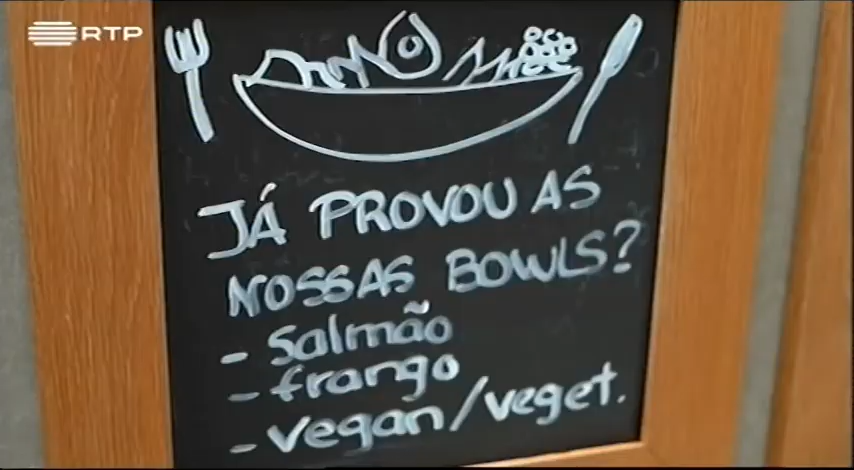 RTP
JÁ PROVOU AS
NOSSAS BOWLS?
- Salmão
- frango
- vegan/veget.